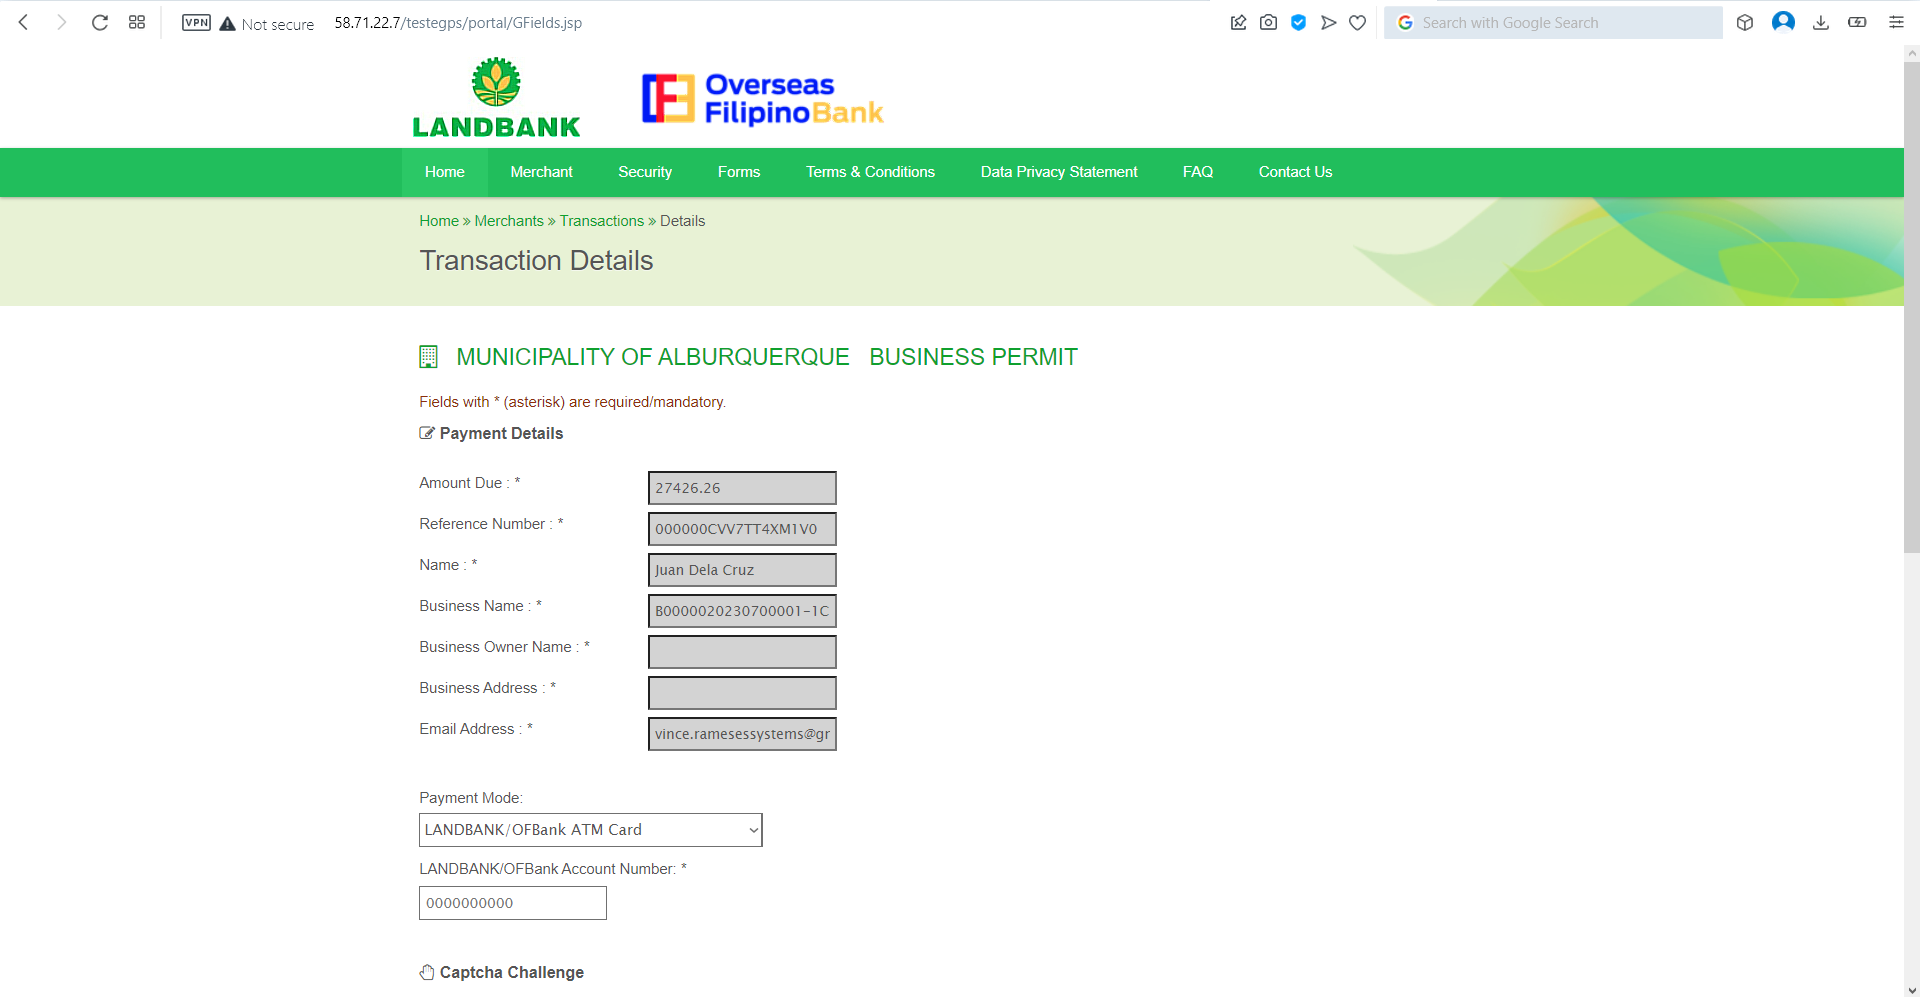 VPN Not secure 58.71.22.7/testegps/portal/GFields.jsp Search with Google Search
LANDBANK
Overseas
FilipinoBank
Home Merchant Security Forms Terms & Conditions Data Privacy Statement FAQ Contact Us
Home » Merchants » Transactions » Details
Transaction Details
MUNICIPALITY OF ALBURQUERQUE BUSINESS PERMIT
Fields with * (asterisk) are required/mandatory.
Payment Details
Amount Due : * 27426.26
Reference Number : * 000000CVV7TT4XM1V0
Name : * Juan Dela Cruz
Business Name : * B0000020230700001-1C
Business Owner Name : *
Business Address : *
Email Address : * vince.ramesessystems@gr
Payment Mode:
LANDBANK/OFBank ATM Card
LANDBANK/OFBank Account Number: *
0000000000
Captcha Challenge